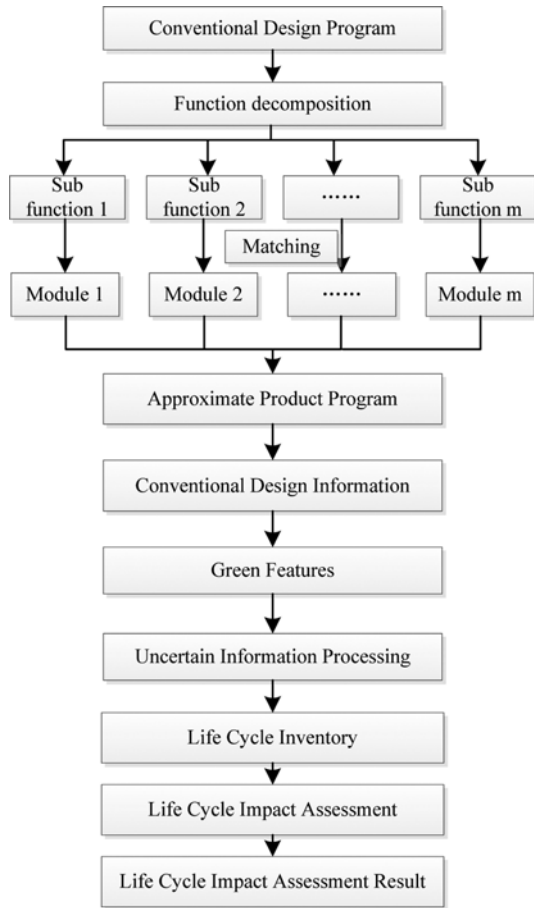 Conventional Design Program
Function decomposition
Sub
function 1
Sub
function 2
......
Sub
function m
Matching
Module 1
Module 2
......
Module m
Approximate Product Program
Conventional Design Information
Green Features
Uncertain Information Processing
Life Cycle Inventory
Life Cycle Impact Assessment
Life Cycle Impact Assessment Result